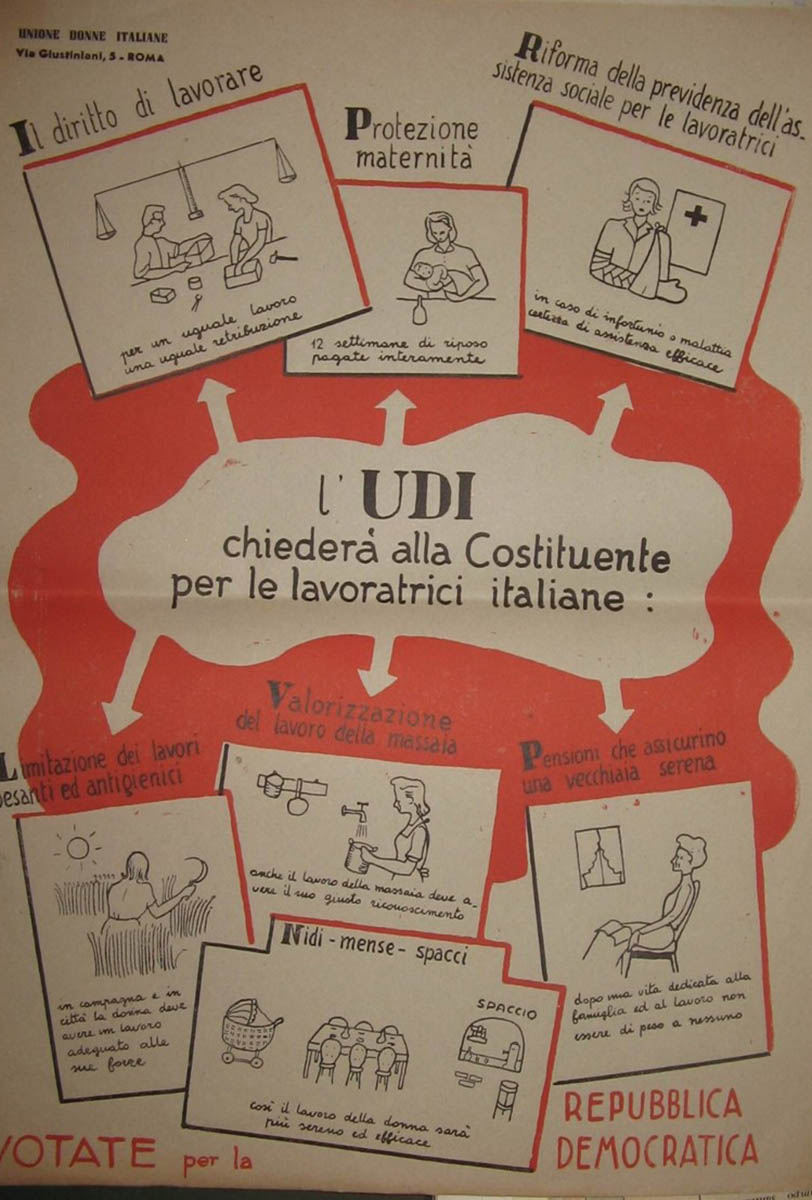 UNIONE DONNE ITALIANE
Via Giustiniani, 5 - ROMA
Il diritto di lavorare
per un uguale lavoro
una uguale retribuzione
Protezione
maternità
12 settimane di riposo
pagate interamente
Riforma della previdenza dell'as-
sistenza sociale per le lavoratrici
in caso di infortunio o malattia
certezza di assistenza efficace
l' UDI
chiederà alla Costituente
per le lavoratrici italiane :
Limitazione dei lavori
pesanti ed antigienici
in campagna e in
città la donna deve
avere un lavoro
adeguato alle
sue forze
Valorizzazione
del lavoro della massaia
anche il lavoro della massaia deve a-
vere il suo giusto riconoscimento
Pensioni che assicurino
una vecchiaia serena
dopo una vita dedicata alla
famiglia ed al lavoro non
essere di peso a nessuno
Nidi - mense - spacci
SPACCIO
così il lavoro della donna sarà
più sereno ed efficace
VOTATE per la
REPUBBLICA
DEMOCRATICA